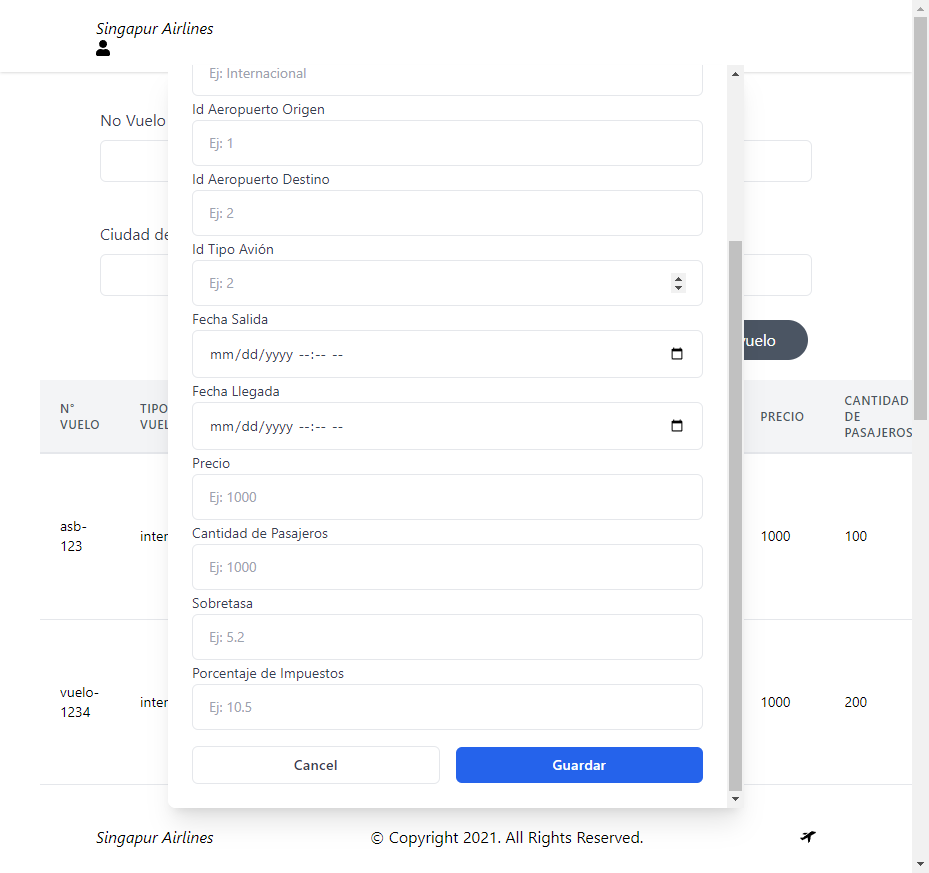 Singapur Airlines
Ej: Internacional
No Vuelo
Id Aeropuerto Origen
Ej: 1
Id Aeropuerto Destino
Ej: 2
Ciudad de
Id Tipo Avión
Ej: 2
Fecha Salida
mm/dd/yyyy --:-- --
vuelo
Fecha Llegada
mm/dd/yyyy --:-- --
N° VUELO
TIPO
VUEL
PRECIO
CANTIDAD
DE
PASAJEROS
Precio
Ej: 1000
asb-
123
inter
1000
100
Cantidad de Pasajeros
Ej: 1000
Sobretasa
Ej: 5.2
Porcentaje de Impuestos
Ej: 10.5
vuelo-
1234
inter
1000
200
Cancel
Guardar
Singapur Airlines
© Copyright 2021. All Rights Reserved.